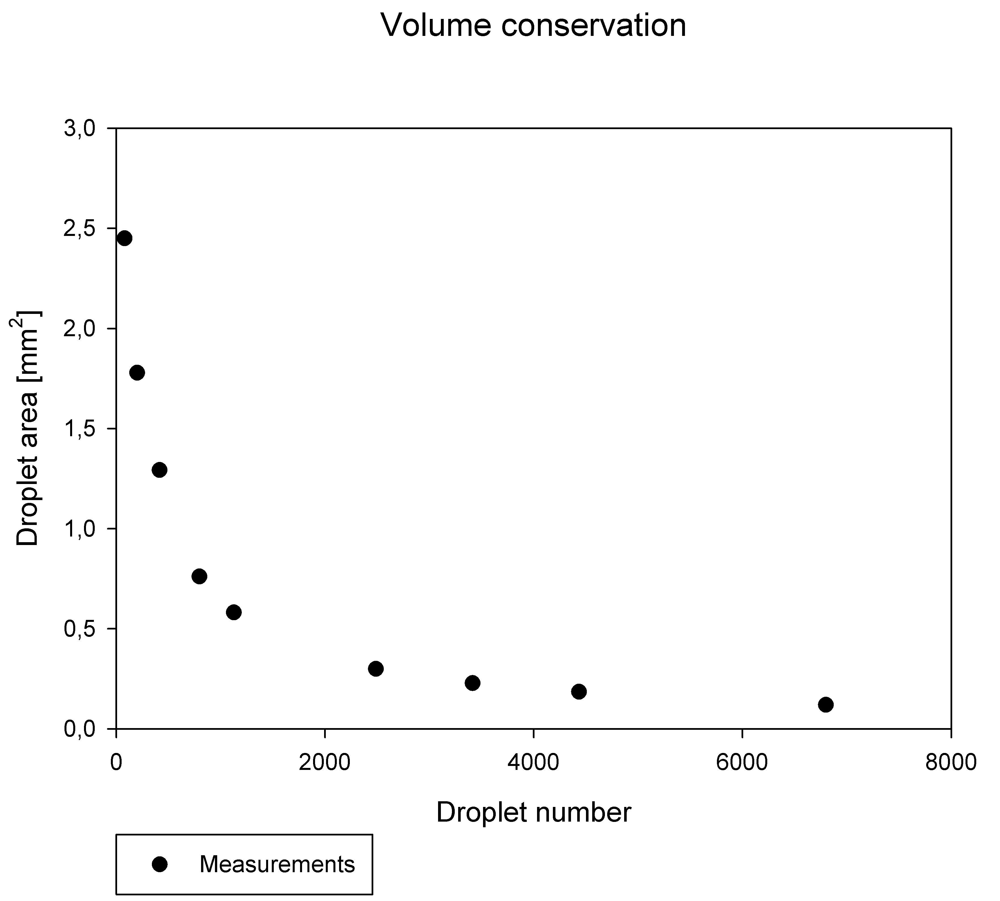 Volume conservation
3,0
2,5
2,0
1,5
1,0
0,5
0,0
Droplet area [mm²]
0 2000 4000 6000 8000
Droplet number
Measurements